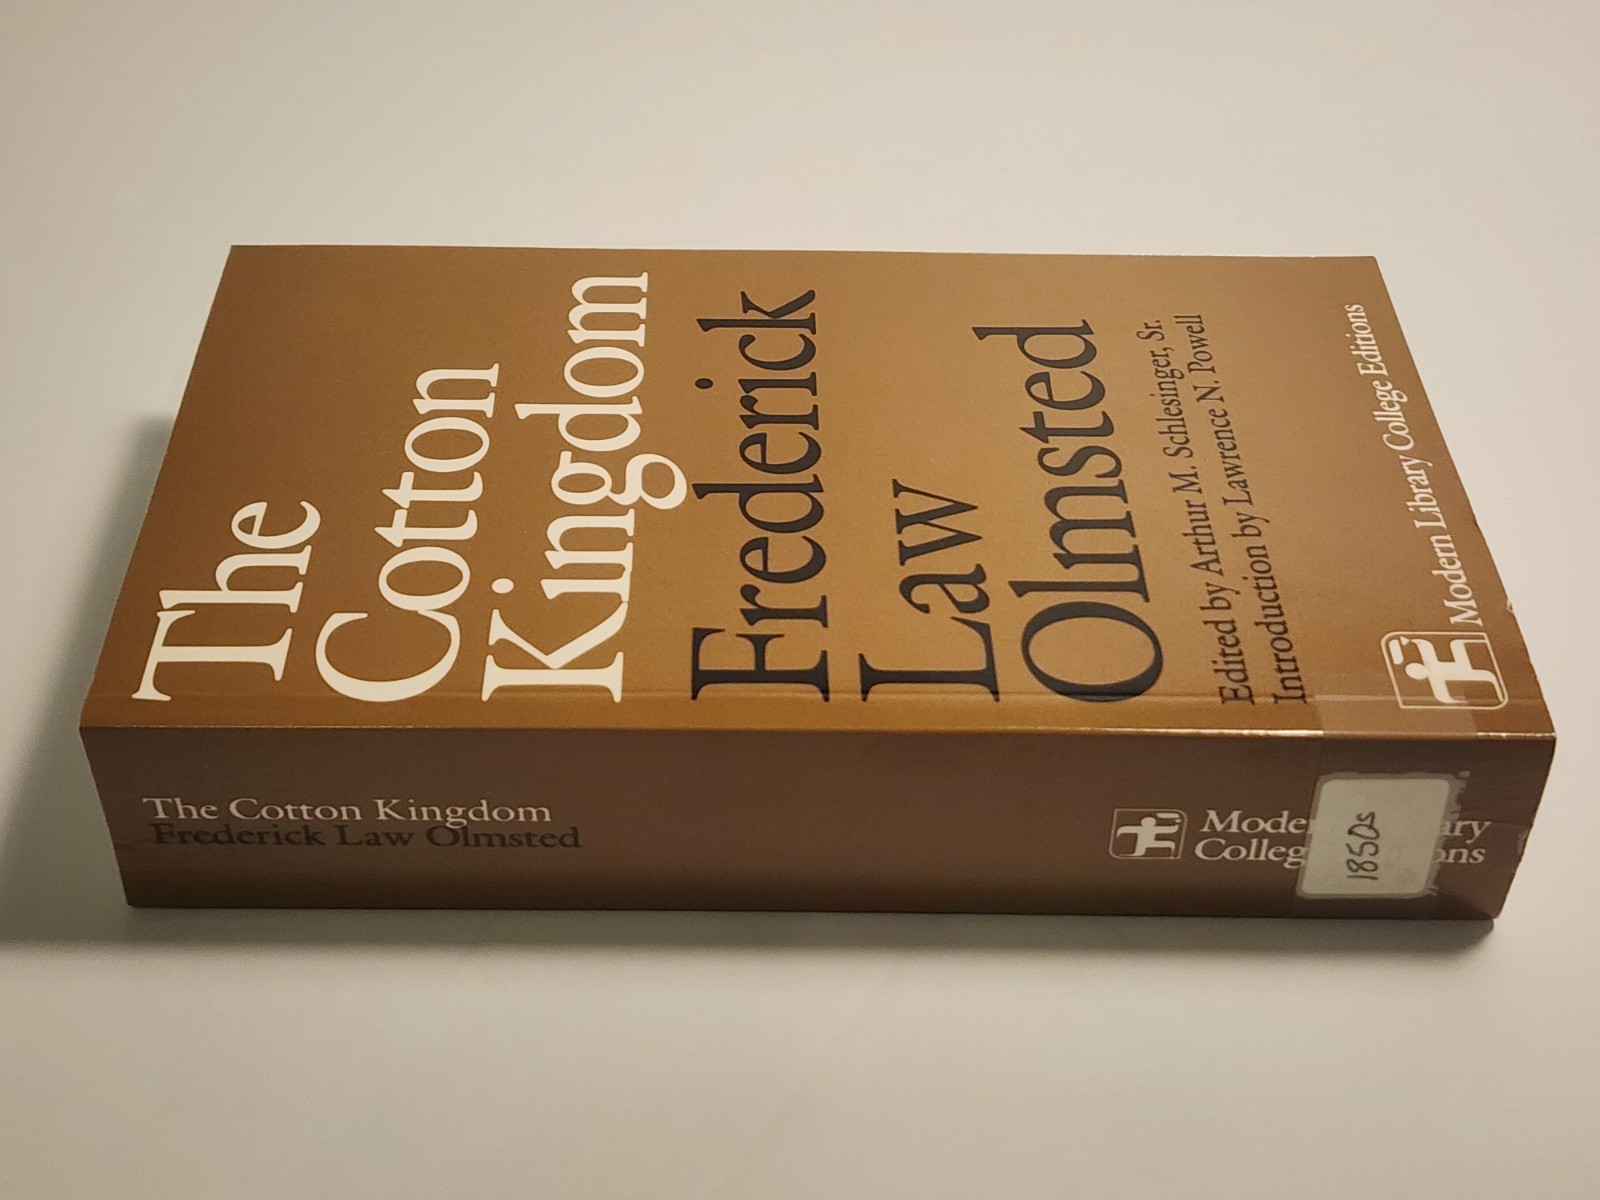 The
Cotton
Kingdom
Frederick
Law
Olmsted
Edited by Arthur M. Schlesinger, Sr.
Introduction by Lawrence N. Powell
Modern Library College Editions
The Cotton Kingdom
Frederick Law Olmsted
1850s